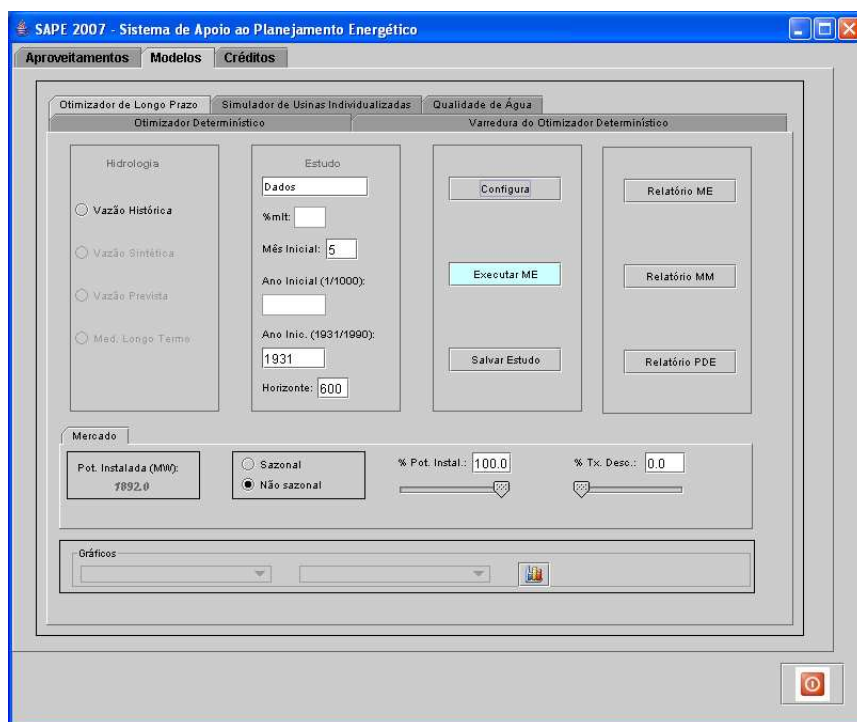 SAPE 2007 - Sistema de Apoio ao Planejamento Energético
Aproveitamentos Modelos Créditos
Otimizador de Longo Prazo Simulador de Usinas Individualizadas Qualidade de Água
Otimizador Determinístico Varredura do Otimizador Determinístico
Hidrologia
Vazão Histórica
Vazão Sintética
Vazão Prevista
Med. Longo Termo
Estudo
Dados
%mlt:
Mês Inicial: 5
Ano Inicial (1/1000):
Ano Inic. (1931/1990):
1931
Horizonte: 600
Configura
Executar ME
Salvar Estudo
Relatório ME
Relatório MM
Relatório PDE
Mercado
Pot. Instalada (MW):
1892.0
Sazonal
Não sazonal
% Pot. Instal.: 100.0
% Tx. Desc.: 0.0
Gráficos